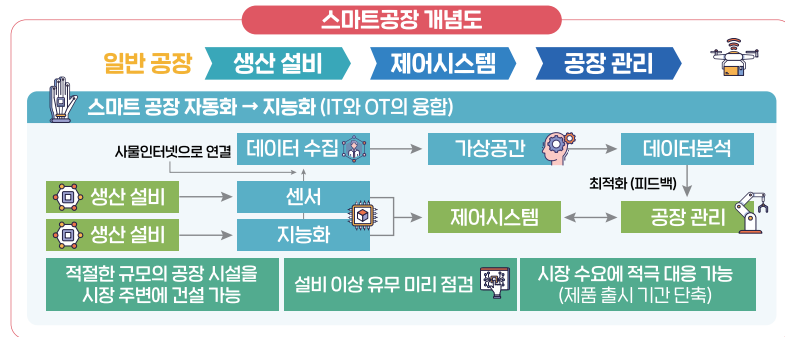 스마트공장 개념도
일반 공장
생산 설비
제어시스템
공장 관리
스마트 공장 자동화 → 지능화 (IT와 OT의 융합)
사물인터넷으로 연결
데이터 수집
가상공간
데이터분석
최적화 (피드백)
생산 설비
센서
제어시스템
공장 관리
생산 설비
지능화
적절한 규모의 공장 시설을
시장 주변에 건설 가능
설비 이상 유무 미리 점검
시장 수요에 적극 대응 가능
(제품 출시 기간 단축)